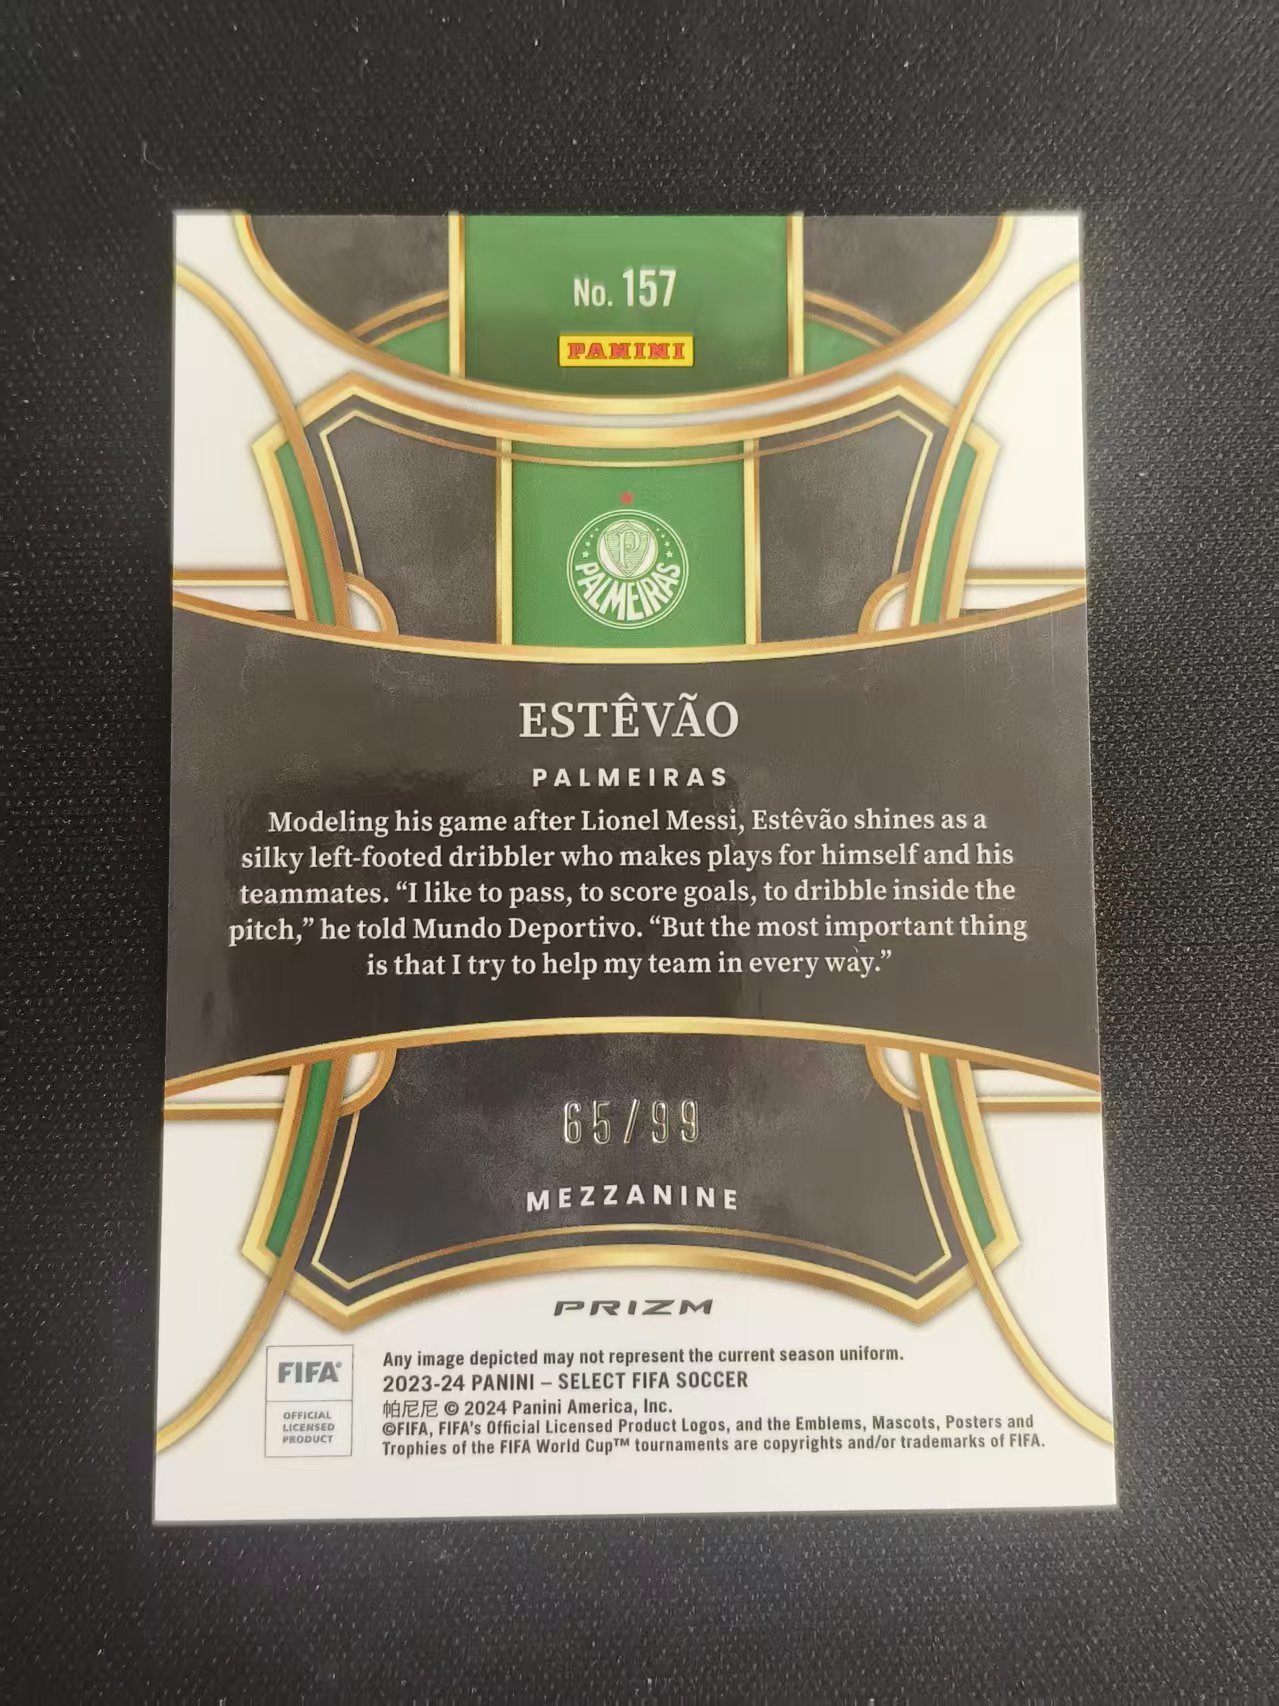 No. 157
PANINI
P
PALMEIRAS
ESTÊVÃO
PALMEIRAS
Modeling his game after Lionel Messi, Estêvão shines as a
silky left-footed dribbler who makes plays for himself and his
teammates. “I like to pass, to score goals, to dribble inside the
pitch,” he told Mundo Deportivo. “But the most important thing
is that I try to help my team in every way.”
65/99
MEZZANINE
PRIZM
FIFA®
OFFICIAL
LICENSED
PRODUCT
Any image depicted may not represent the current season uniform.
2023-24 PANINI – SELECT FIFA SOCCER
帕尼尼 © 2024 Panini America, Inc.
©FIFA, FIFA's Official Licensed Product Logos, and the Emblems, Mascots, Posters and
Trophies of the FIFA World Cup™ tournaments are copyrights and/or trademarks of FIFA.